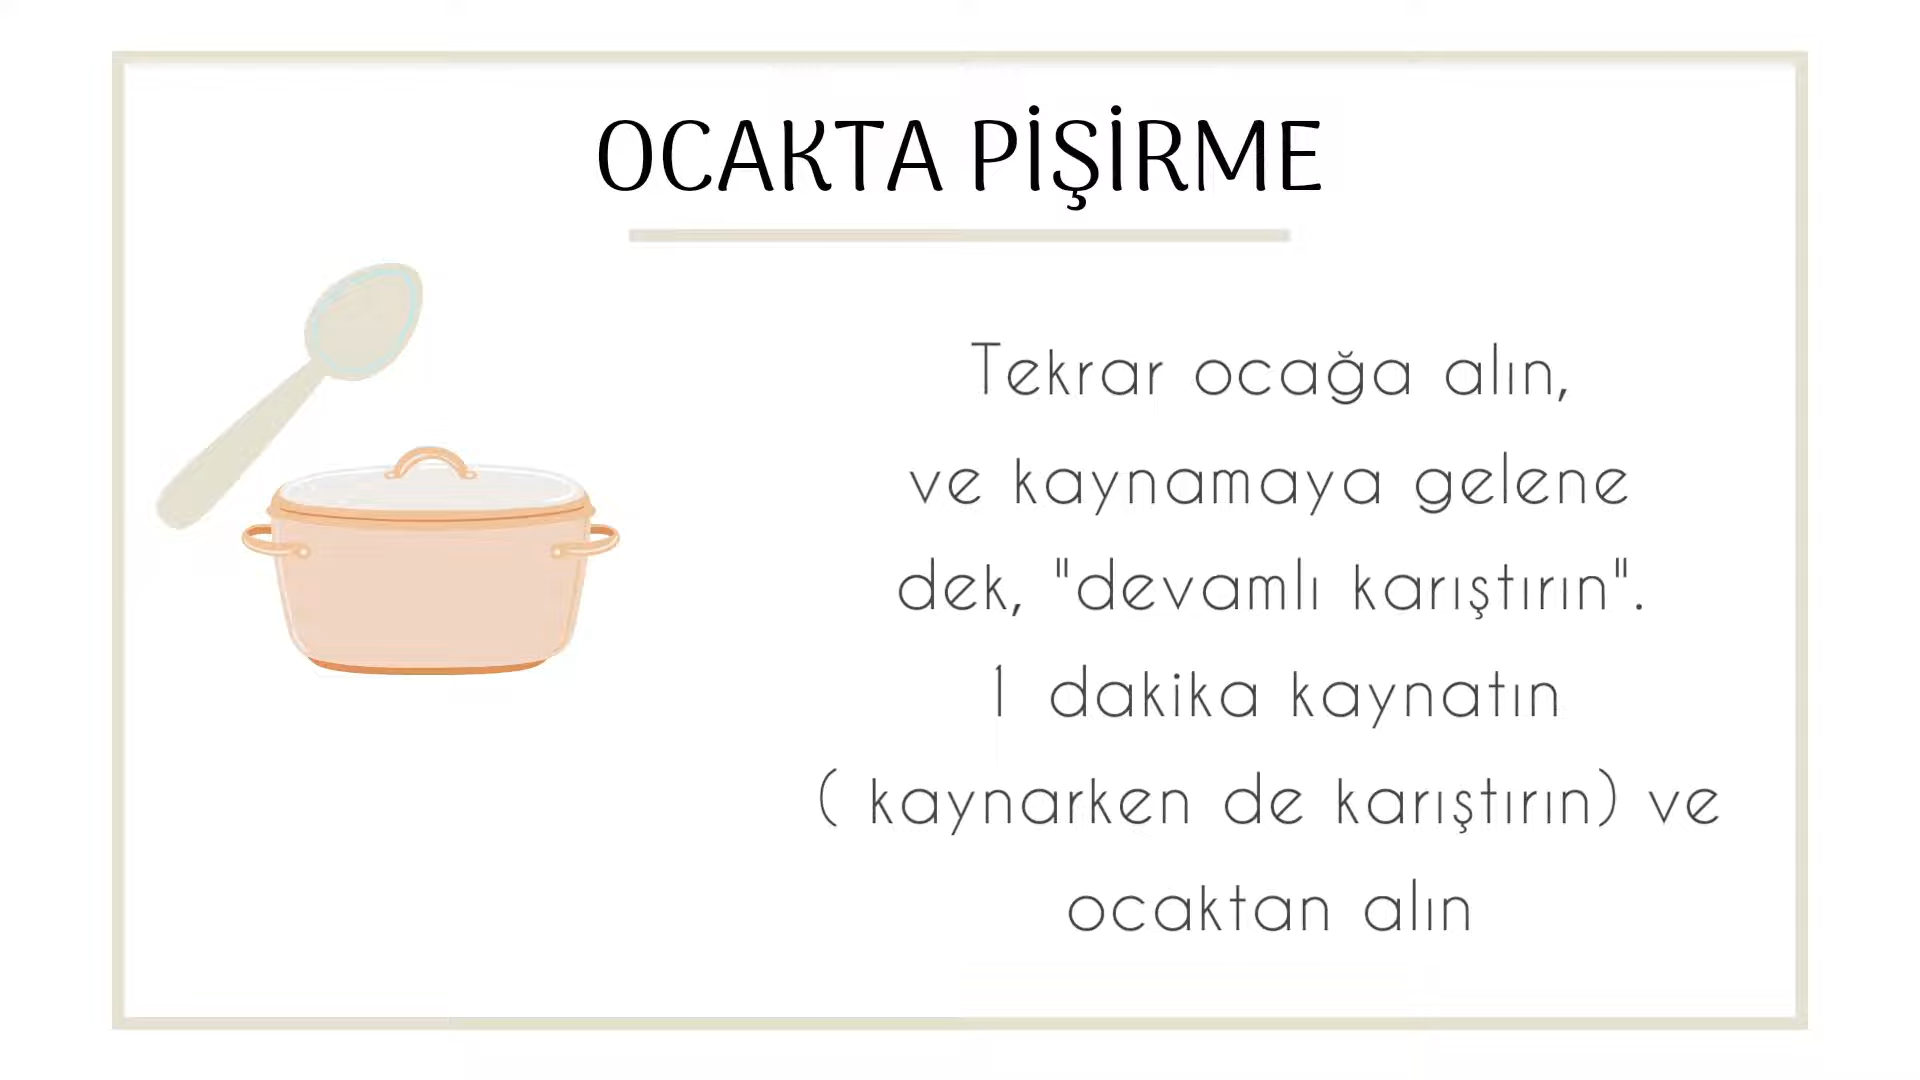 OCAKTA PİŞİRME
Tekrar ocağa alın,
ve kaynamaya gelene
dek, "devamlı karıştırın".
1 dakika kaynatın
( kaynarken de karıştırın) ve
ocaktan alın